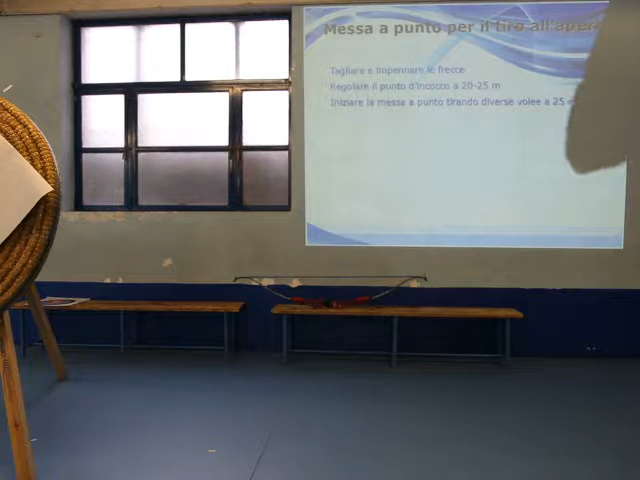 Messa a punto per il tiro all'aper
Tagliare e impennare le frecce
Regolare il punto d'incocco a 20-25 m
Iniziare la messa a punto tirando diverse volee a 25